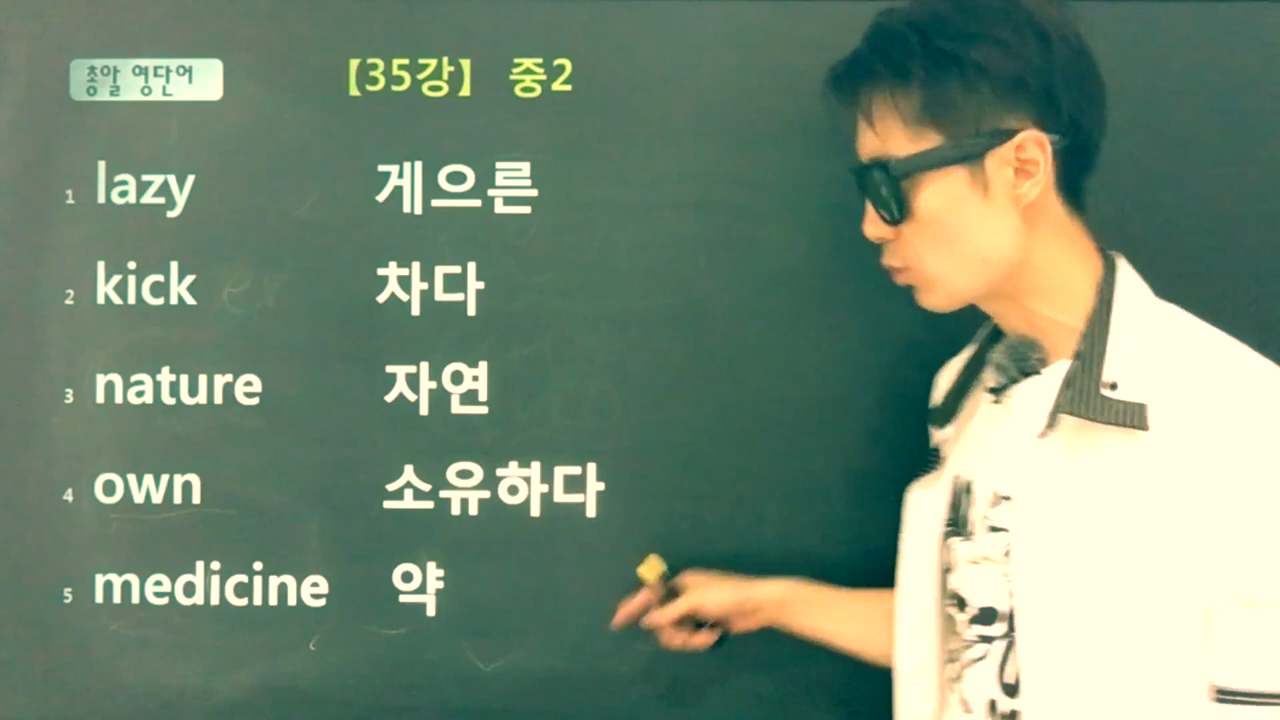 총알 영단어 【35강】 중2
1 lazy 게으른
2 kick 차다
3 nature 자연
4 own 소유하다
5 medicine 약